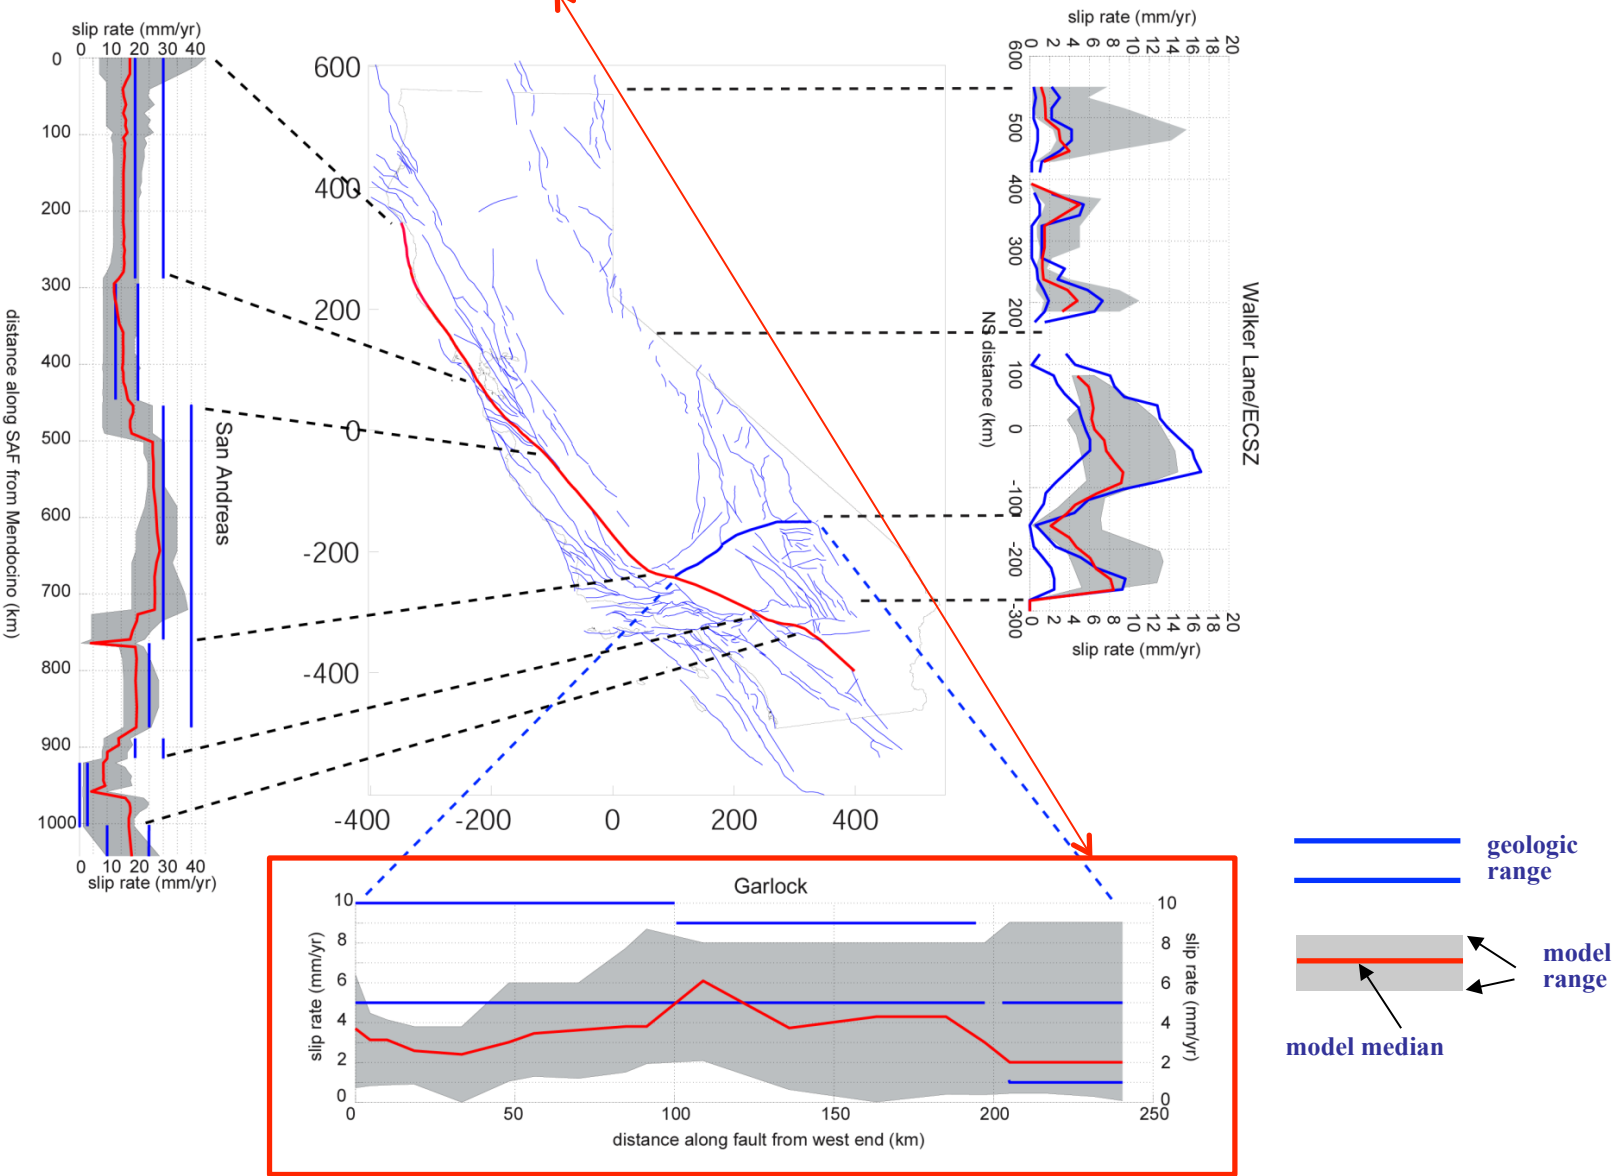 slip rate (mm/yr)
0 10 20 30 40
0
100
200
300
400
500
600
700
800
900
1000
0 10 20 30 40
slip rate (mm/yr)
distance along SAF from Mendocino (km)
San Andreas
600
400
200
0
-200
-400
-400 -200 0 200 400
slip rate (mm/yr)
0 2 4 6 8 10 12 14 16 18 20
600
500
400
300
200
100
0
-100
-200
-300
NS distance (km)
Walker Lane/ECSZ
0 2 4 6 8 10 12 14 16 18 20
slip rate (mm/yr)
Garlock
10
8
6
4
2
0
slip rate (mm/yr)
10
8
6
4
2
0
slip rate (mm/yr)
0 50 100 150 200 250
distance along fault from west end (km)
geologic
range
model
range
model median